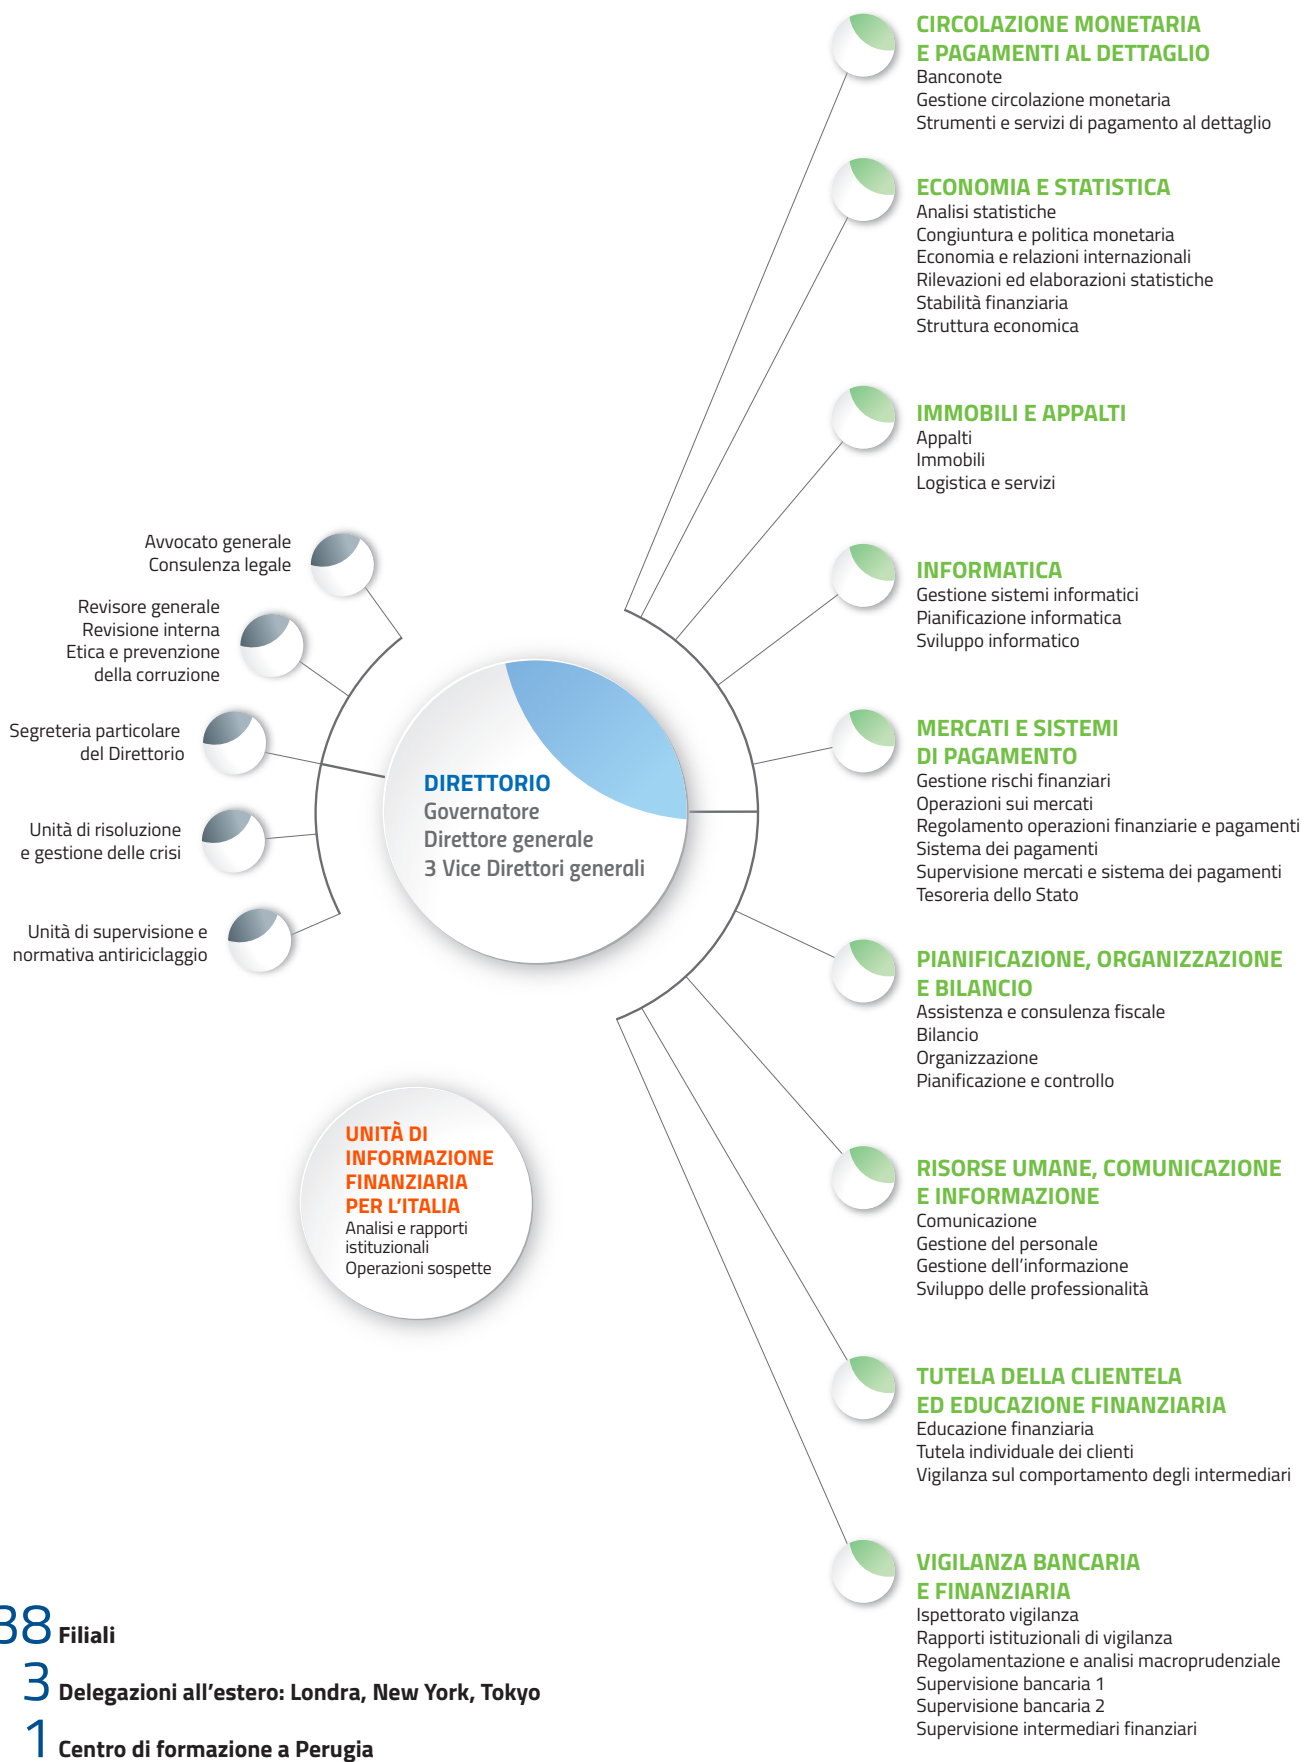 CIRCOLAZIONE MONETARIA
E PAGAMENTI AL DETTAGLIO
Banconote
Gestione circolazione monetaria
Strumenti e servizi di pagamento al dettaglio
ECONOMIA E STATISTICA
Analisi statistiche
Congiuntura e politica monetaria
Economia e relazioni internazionali
Rilevazioni ed elaborazioni statistiche
Stabilità finanziaria
Struttura economica
IMMOBILI E APPALTI
Appalti
Immobili
Logistica e servizi
INFORMATICA
Gestione sistemi informatici
Pianificazione informatica
Sviluppo informatico
MERCATI E SISTEMI
DI PAGAMENTO
Gestione rischi finanziari
Operazioni sui mercati
Regolamento operazioni finanziarie e pagamenti
Sistema dei pagamenti
Supervisione mercati e sistema dei pagamenti
Tesoreria dello Stato
PIANIFICAZIONE, ORGANIZZAZIONE
E BILANCIO
Assistenza e consulenza fiscale
Bilancio
Organizzazione
Pianificazione e controllo
RISORSE UMANE, COMUNICAZIONE
E INFORMAZIONE
Comunicazione
Gestione del personale
Gestione dell'informazione
Sviluppo delle professionalità
TUTELA DELLA CLIENTELA
ED EDUCAZIONE FINANZIARIA
Educazione finanziaria
Tutela individuale dei clienti
Vigilanza sul comportamento degli intermediari
VIGILANZA BANCARIA
E FINANZIARIA
Ispettorato vigilanza
Rapporti istituzionali di vigilanza
Regolamentazione e analisi macroprudenziale
Supervisione bancaria 1
Supervisione bancaria 2
Supervisione intermediari finanziari
Avvocato generale
Consulenza legale
Revisore generale
Revisione interna
Etica e prevenzione
della corruzione
Segreteria particolare
del Direttorio
Unità di risoluzione
e gestione delle crisi
Unità di supervisione e
normativa antiriciclaggio
DIRETTORIO
Governatore
Direttore generale
3 Vice Direttori generali
UNITÀ DI
INFORMAZIONE
FINANZIARIA
PER L'ITALIA
Analisi e rapporti
istituzionali
Operazioni sospette
38 Filiali
3 Delegazioni all'estero: Londra, New York, Tokyo
1 Centro di formazione a Perugia